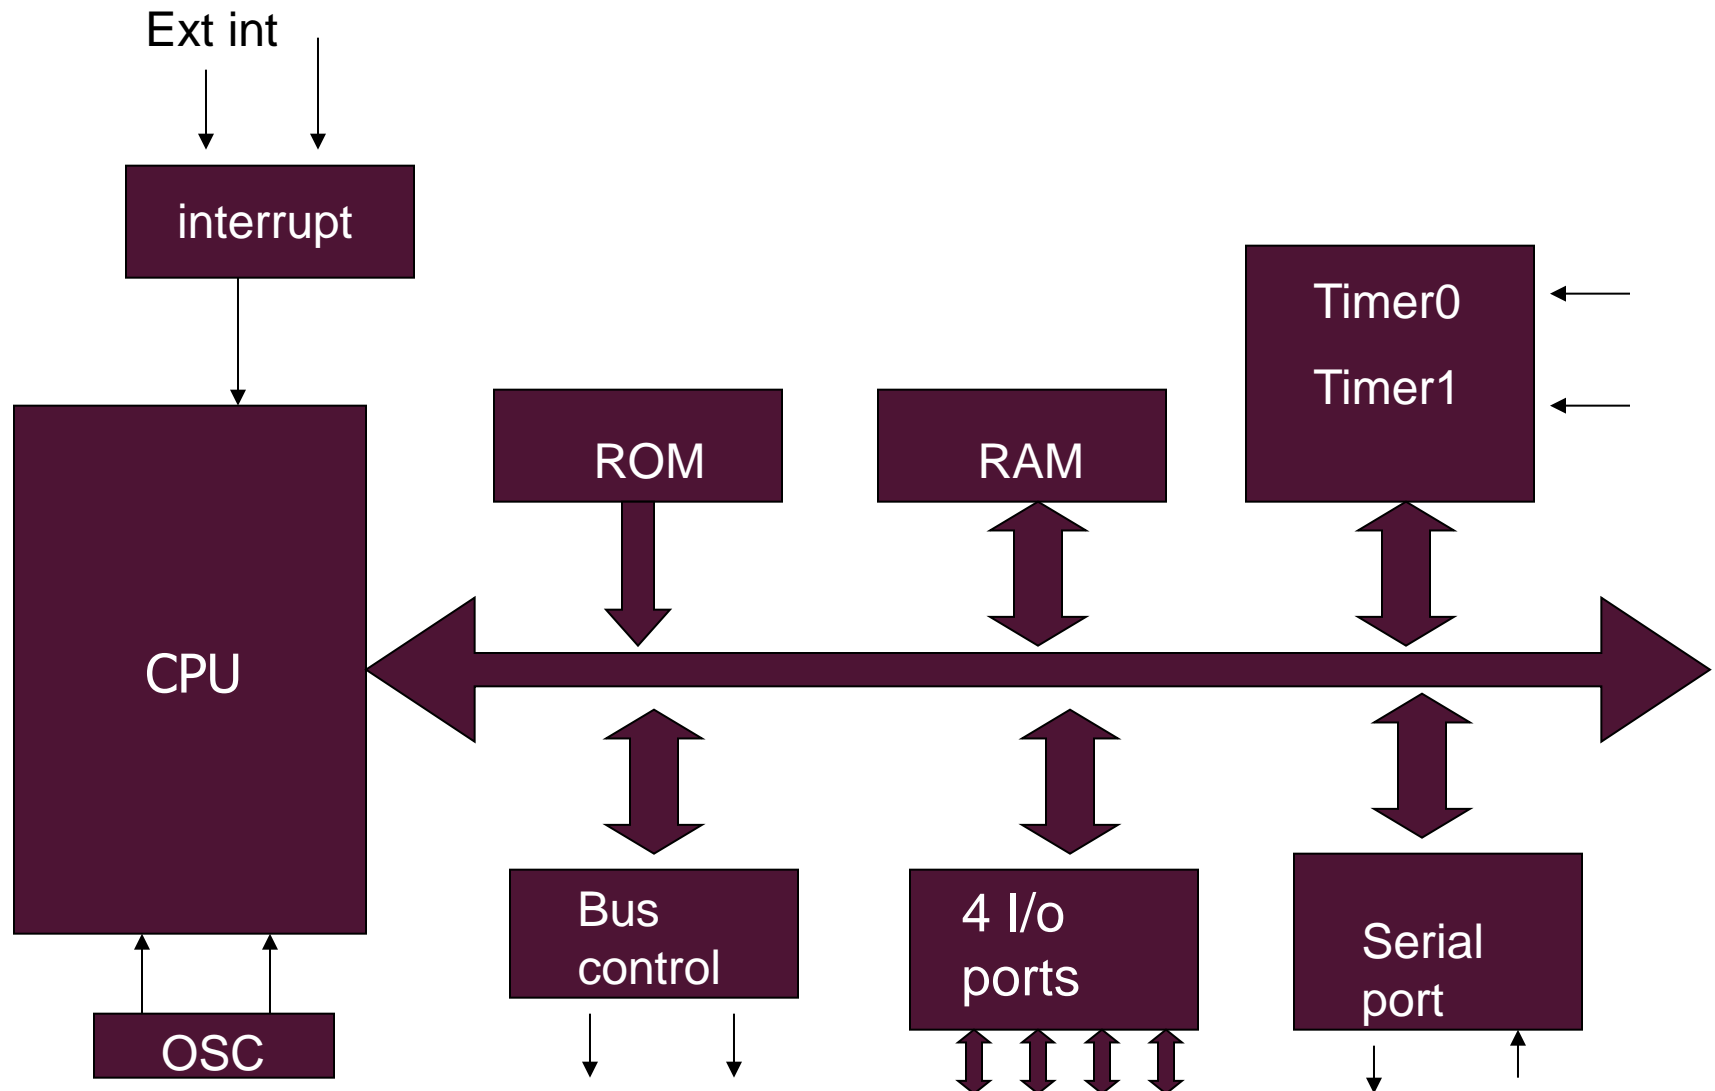 Ext int
interrupt
Timer0
Timer1
ROM
RAM
CPU
Bus
control
4 I/o
ports
Serial
port
OSC